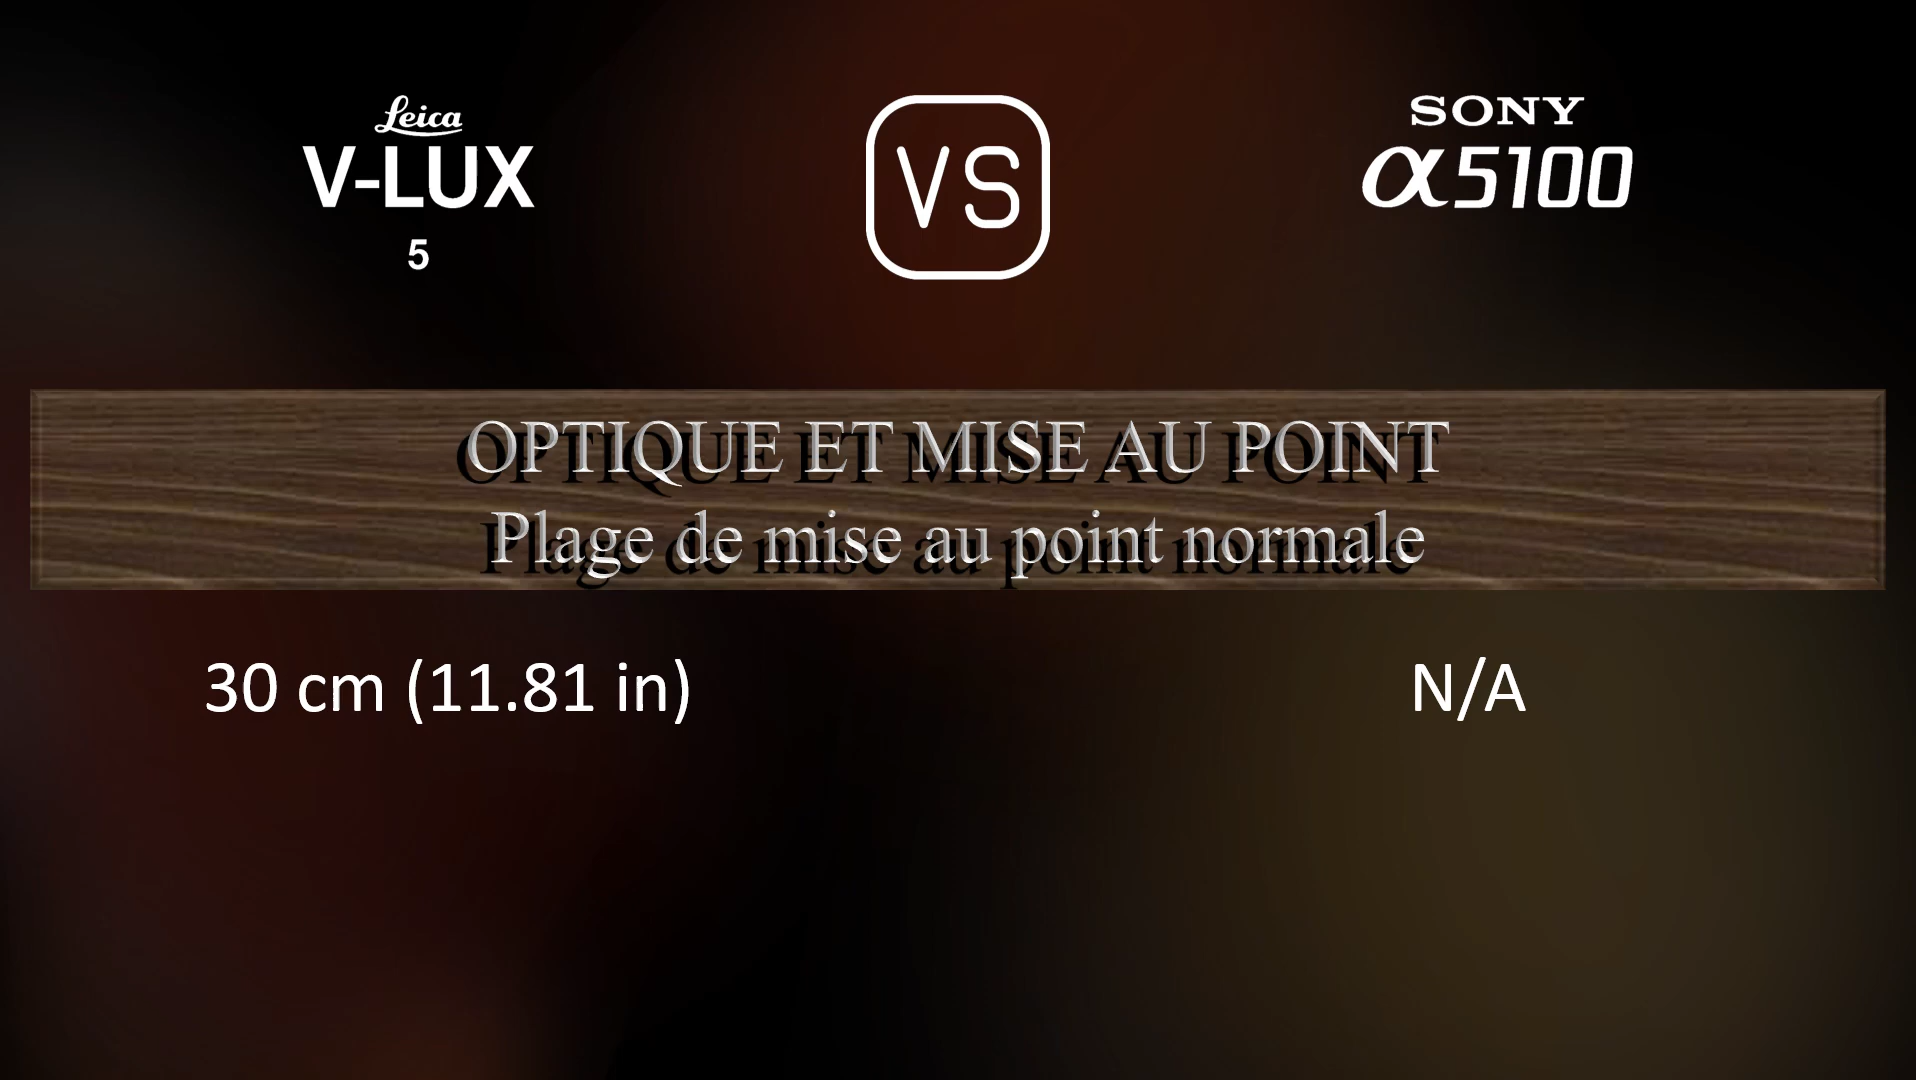 Leica
V-LUX
5
VS
SONY
α5100
OPTIQUE ET MISE AU POINT
Plage de mise au point normale
30 cm (11.81 in)
N/A